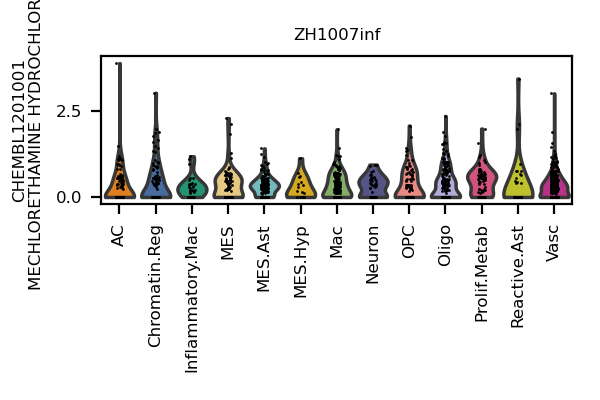 ZH1007inf
CHEMBL1201001
MECHLORETHAMINE HYDROCHLOR
2.5
0.0
AC
Chromatin.Reg
Inflammatory.Mac
MES
MES.Ast
MES.Hyp
Mac
Neuron
OPC
Oligo
Prolif.Metab
Reactive.Ast
Vasc